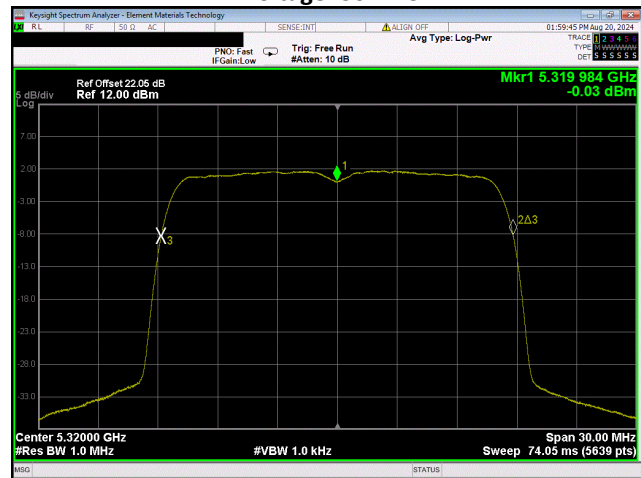 Keysight Spectrum Analyzer - Element Materials Technology
LXI RL RF 50 Ω AC SENSE:INT ALIGN OFF 01:59:45 PM Aug 20, 2024
Avg Type: Log-Pwr TRACE 1 2 3 4 5 6
PNO: Fast Trig: Free Run TYPE M WWWWW
IFGain:Low #Atten: 10 dB DET S S S S S S
Mkr1 5.319 984 GHz
Ref Offset 22.05 dB
5 dB/div Ref 12.00 dBm -0.03 dBm
Log
7.00
2.00
1
-3.00
-8.00
3
2Δ3
-13.0
-18.0
-23.0
-28.0
-33.0
Center 5.32000 GHz Span 30.00 MHz
#Res BW 1.0 MHz #VBW 1.0 kHz Sweep 74.05 ms (5639 pts)
MSG STATUS